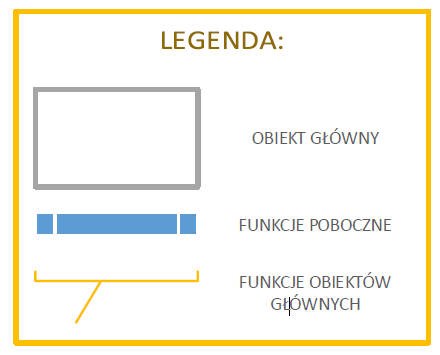 LEGENDA:
OBIEKT GŁÓWNY
FUNKCJE POBOCZNE
FUNKCJE OBIEKTÓW
GŁÓWNYCH